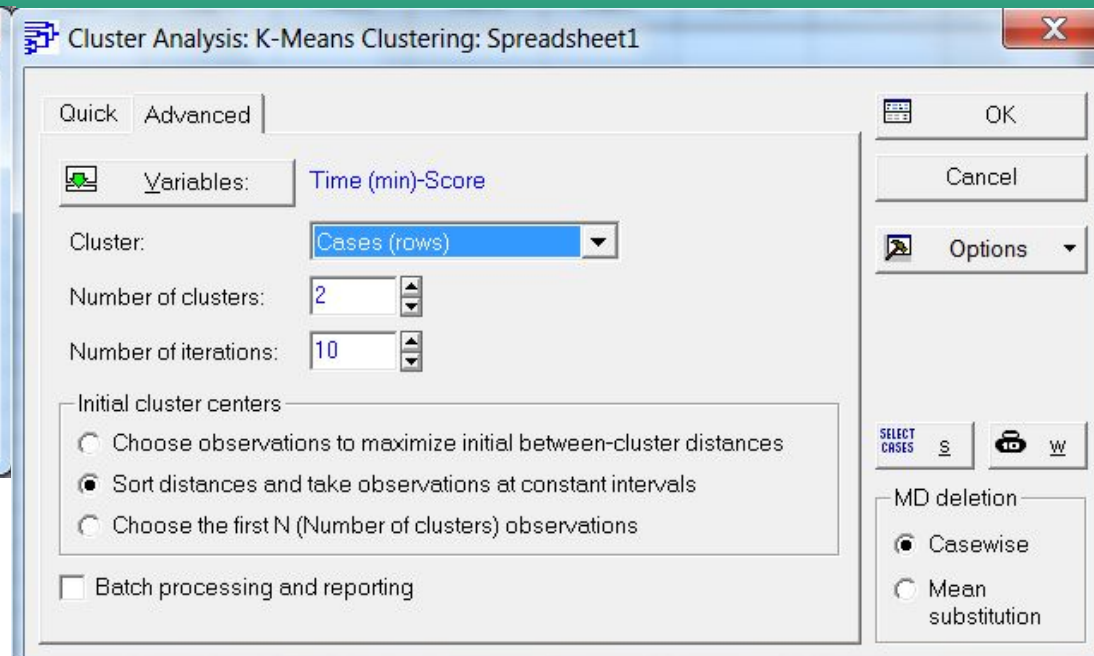 Cluster Analysis: K-Means Clustering: Spreadsheet1
X
Quick Advanced
Variables: Time (min)-Score
Cluster: Cases (rows)
Number of clusters: 2
Number of iterations: 10
Initial cluster centers
Choose observations to maximize initial between-cluster distances
Sort distances and take observations at constant intervals
Choose the first N (Number of clusters) observations
Batch processing and reporting
OK
Cancel
Options
SELECT CASES S W
MD deletion
Casewise
Mean
substitution